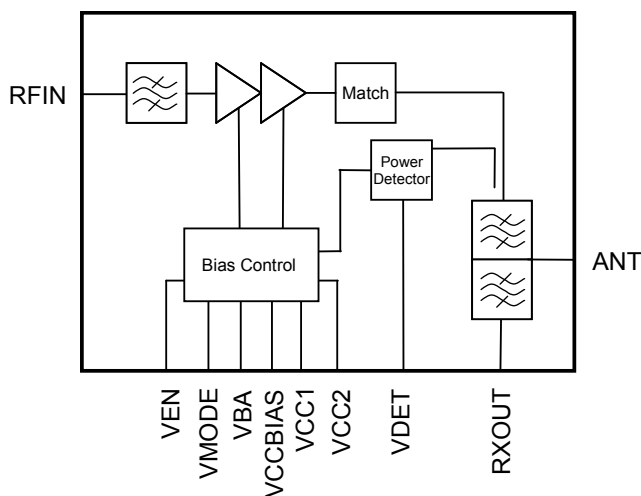 RFIN
Match
Power
Detector
Bias Control
ANT
VEN
VMODE
VBA
VCCBIAS
VCC1
VCC2
VDET
RXOUT